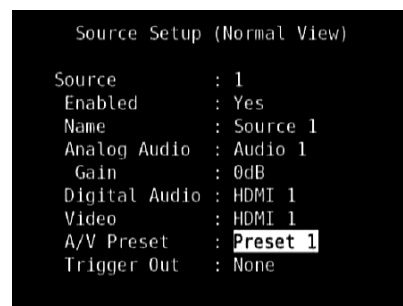 Source Setup (Normal View)
Source : 1
Enabled : Yes
Name : Source 1
Analog Audio : Audio 1
Gain : 0dB
Digital Audio : HDMI 1
Video : HDMI 1
A/V Preset : Preset 1
Trigger Out : None